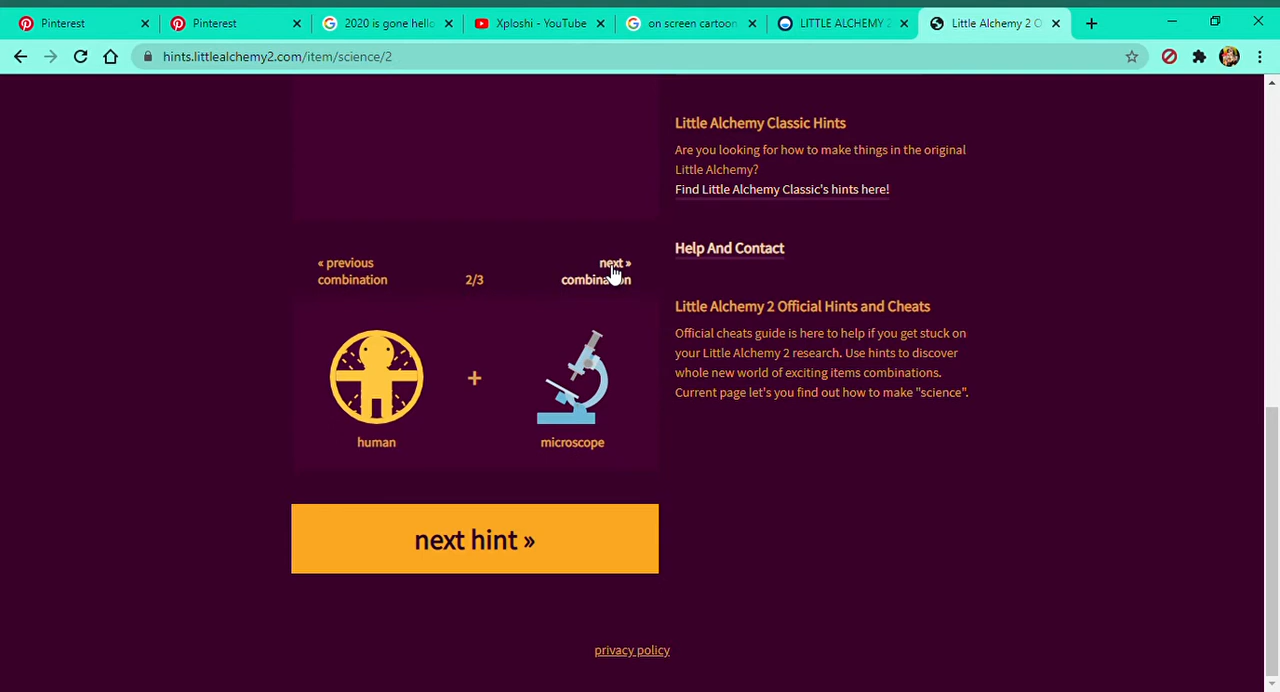 Pinterest
Pinterest
2020 is gone hello
Xploshi - YouTube
on screen cartoon
LITTLE ALCHEMY 2
Little Alchemy 2 O
hints.littlealchemy2.com/item/science/2
« previous combination
2/3
next » combination
human
+
microscope
next hint »
Little Alchemy Classic Hints
Are you looking for how to make things in the original
Little Alchemy?
Find Little Alchemy Classic's hints here!
Help And Contact
Little Alchemy 2 Official Hints and Cheats
Official cheats guide is here to help if you get stuck on
your Little Alchemy 2 research. Use hints to discover
whole new world of exciting items combinations.
Current page let's you find out how to make "science".
privacy policy